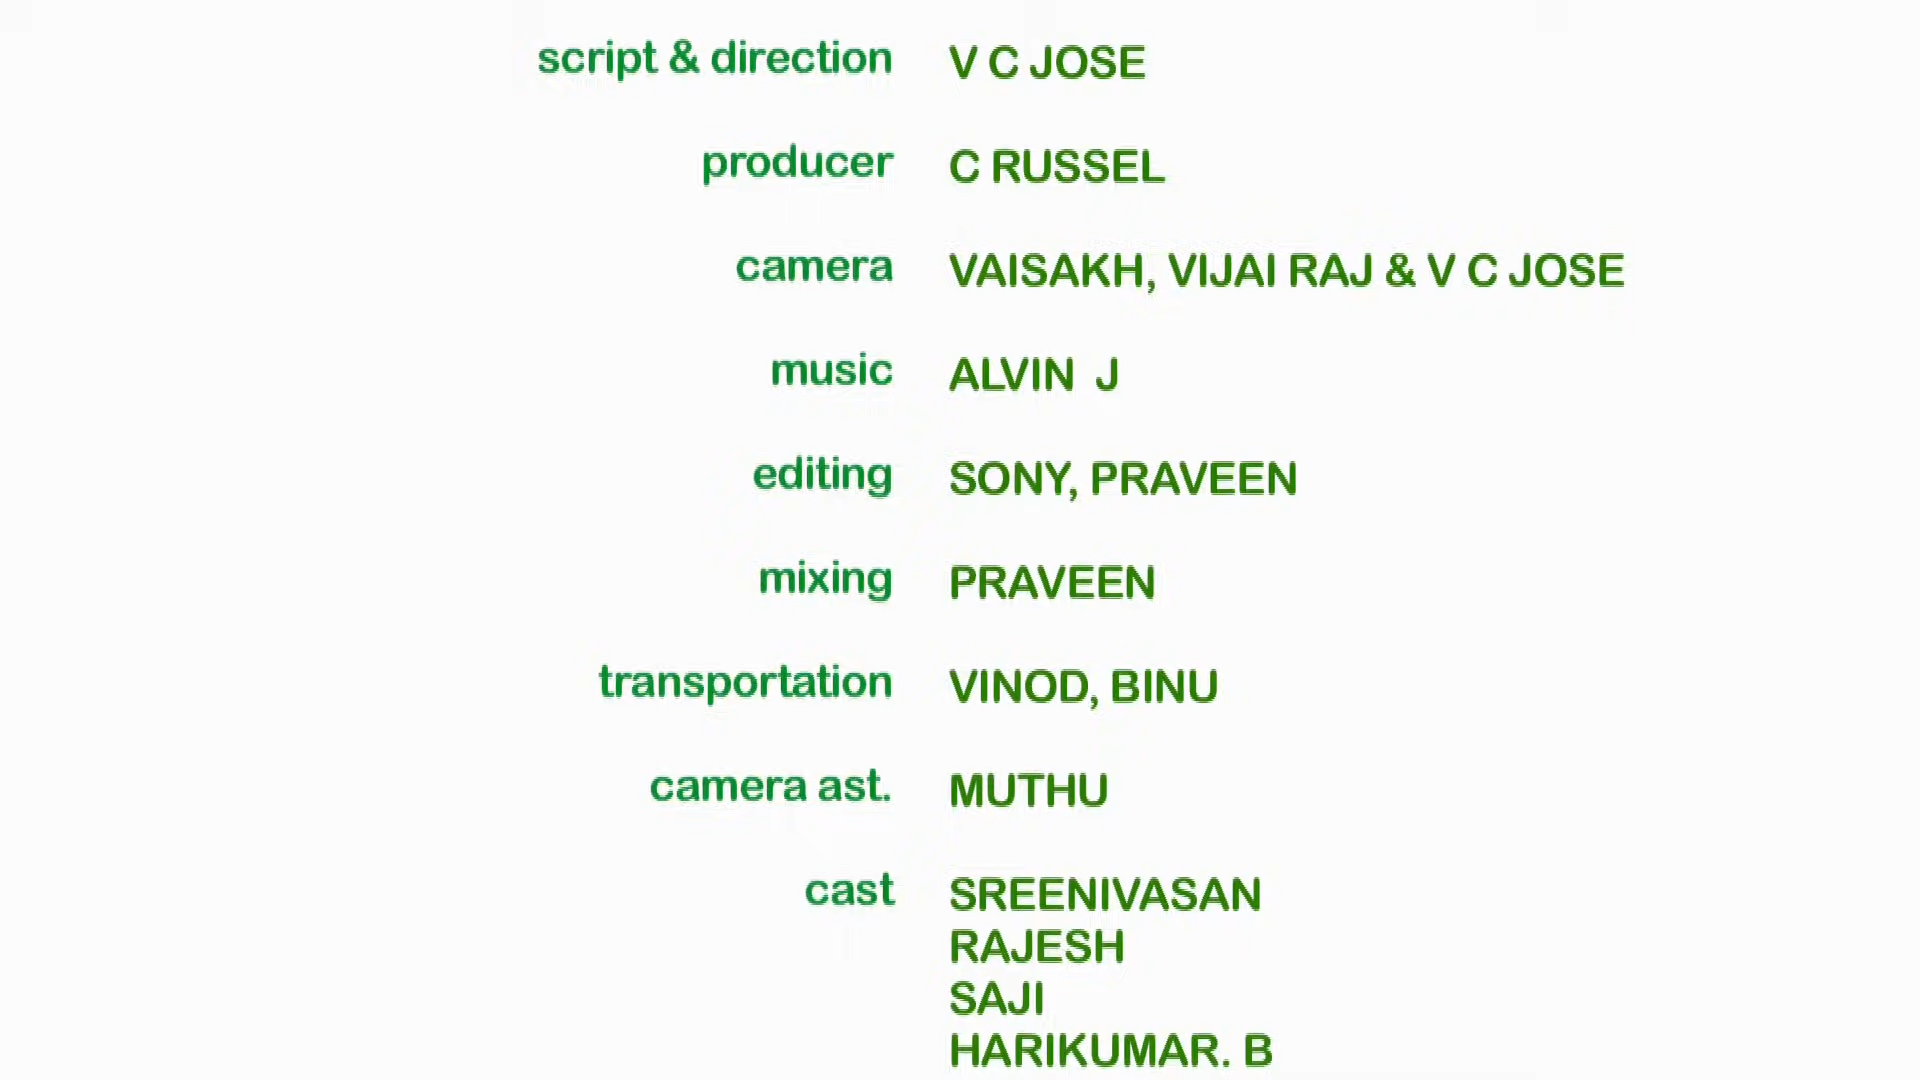 script & direction V C JOSE
producer C RUSSEL
camera VAISAKH, VIJAI RAJ & V C JOSE
music ALVIN J
editing SONY, PRAVEEN
mixing PRAVEEN
transportation VINOD, BINU
camera ast. MUTHU
cast SREENIVASAN
RAJESH
SAJI
HARIKUMAR. B